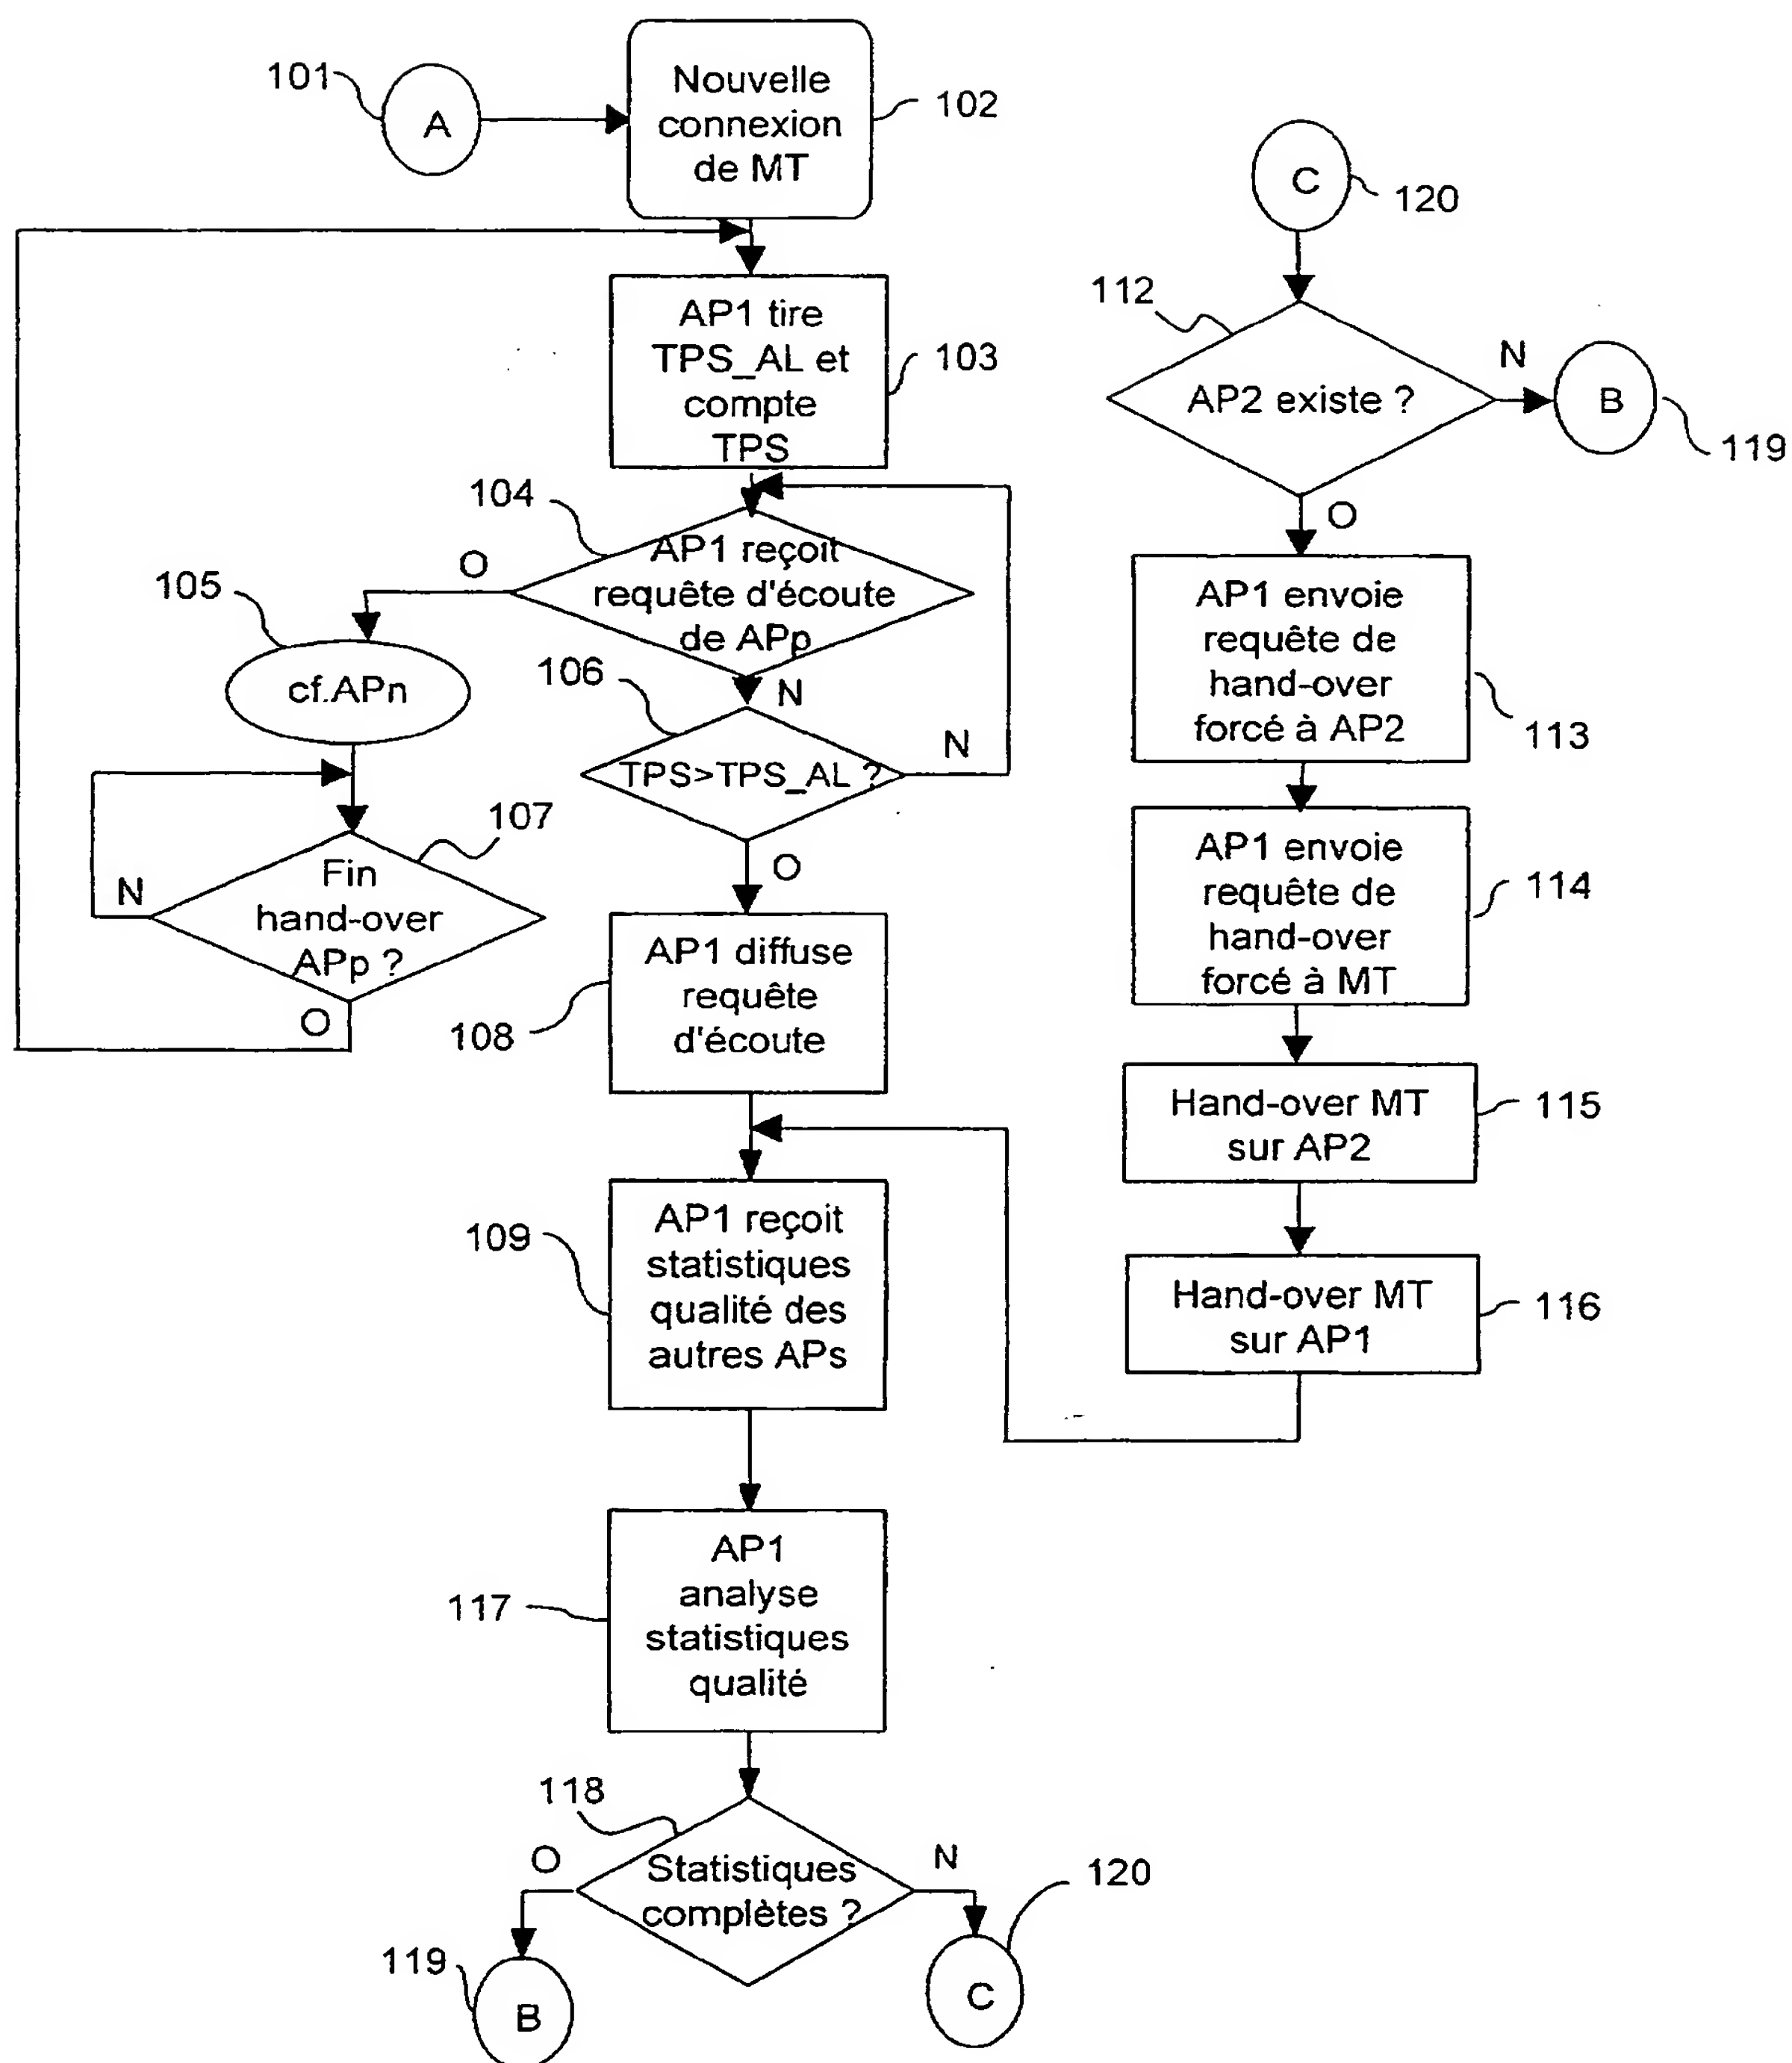 101
A
Nouvelle
connexion
de MT
102
AP1 tire
TPS_AL et
compte
TPS
103
104
AP1 reçoit
requête d'écoute
de APp
O
N
105
cf.APn
106
TPS>TPS_AL ?
N
O
107
Fin
hand-over
APp ?
N
O
AP1 diffuse
requête
d'écoute
108
AP1 reçoit
statistiques
qualité des
autres APs
109
AP1
analyse
statistiques
qualité
117
118
Statistiques
complètes ?
O
N
119
B
120
C
C
120
112
AP2 existe ?
N
B
119
O
AP1 envoie
requête de
hand-over
forcé à AP2
113
AP1 envoie
requête de
hand-over
forcé à MT
114
Hand-over MT
sur AP2
115
Hand-over MT
sur AP1
116